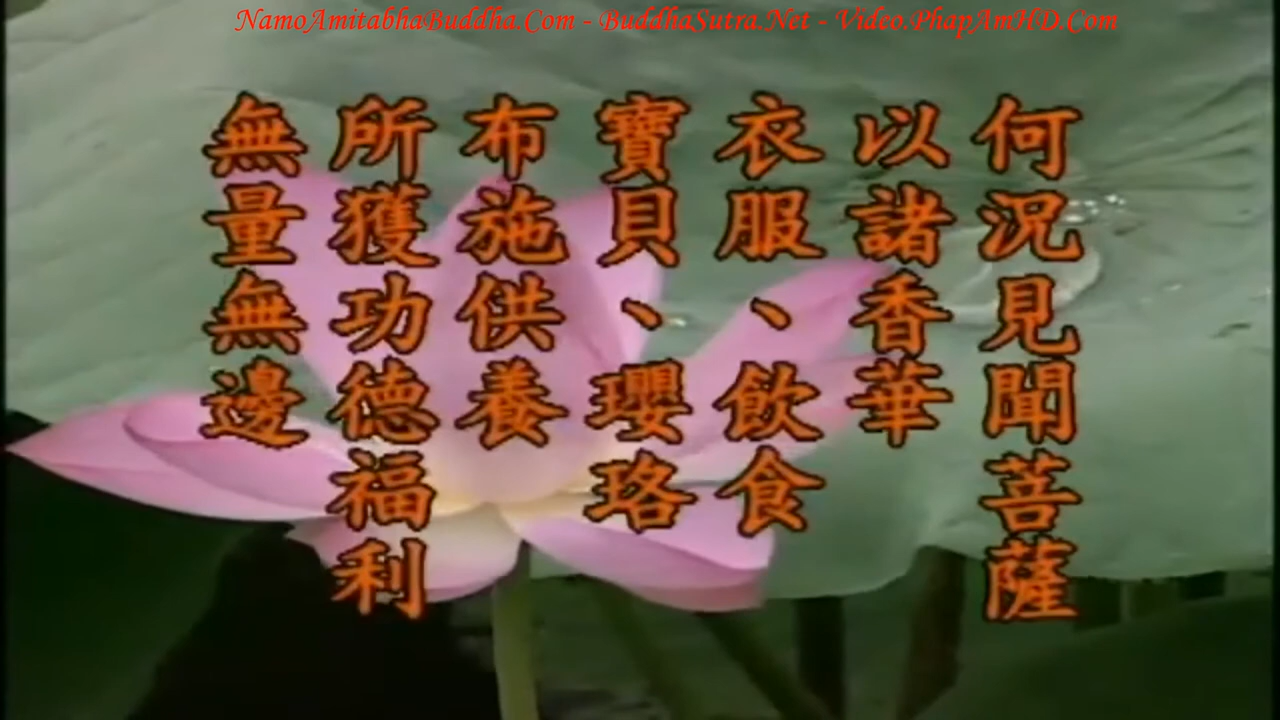 NamoAmitabhaBuddha.Com - BuddhaSutra.Net - Video.PhapAmHD.Com
何況見聞菩薩
以諸香華
衣服、飲食
寶貝、瓔珞
布施供養
所獲功德福利
無量無邊